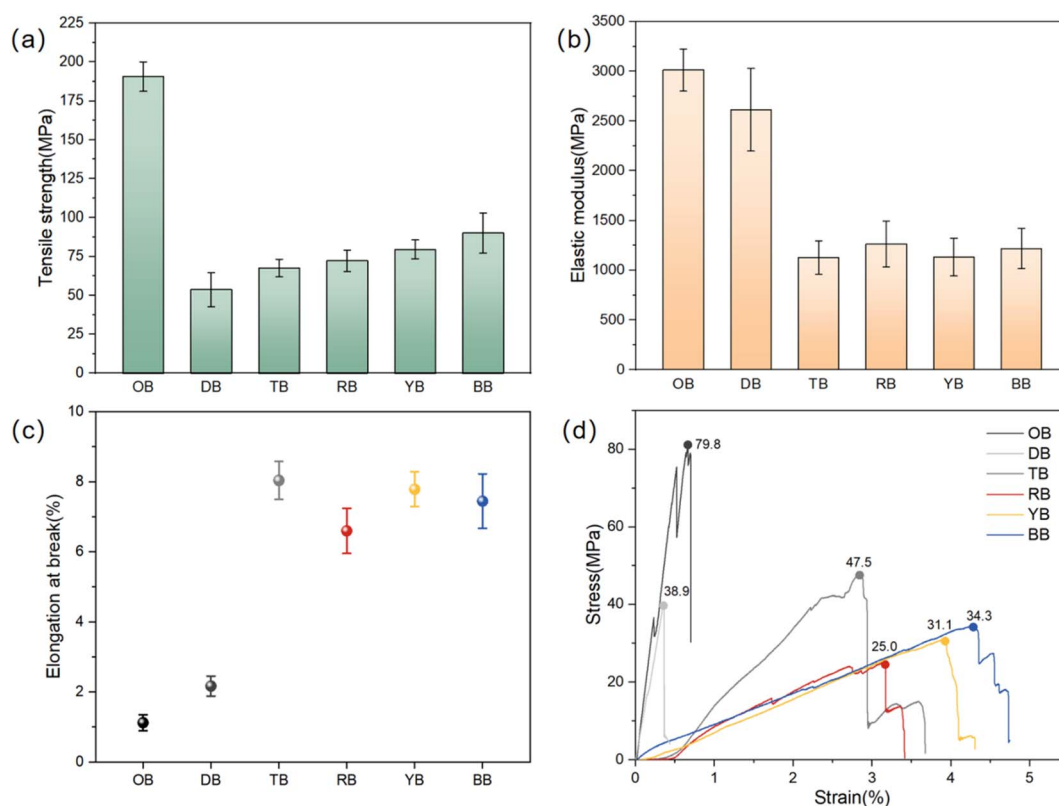 (a)
Tensile strength(MPa)
225
200
175
150
125
100
75
50
25
0
OB DB TB RB YB BB
(b)
Elastic modulus(MPa)
3500
3000
2500
2000
1500
1000
500
0
OB DB TB RB YB BB
(c)
Elongation at break(%)
10
8
6
4
2
0
OB DB TB RB YB BB
(d)
Stress(MPa)
80
60
40
20
0
79.8
38.9
47.5
25.0
31.1
34.3
OB
DB
TB
RB
YB
BB
0 1 2 3 4 5
Strain(%)